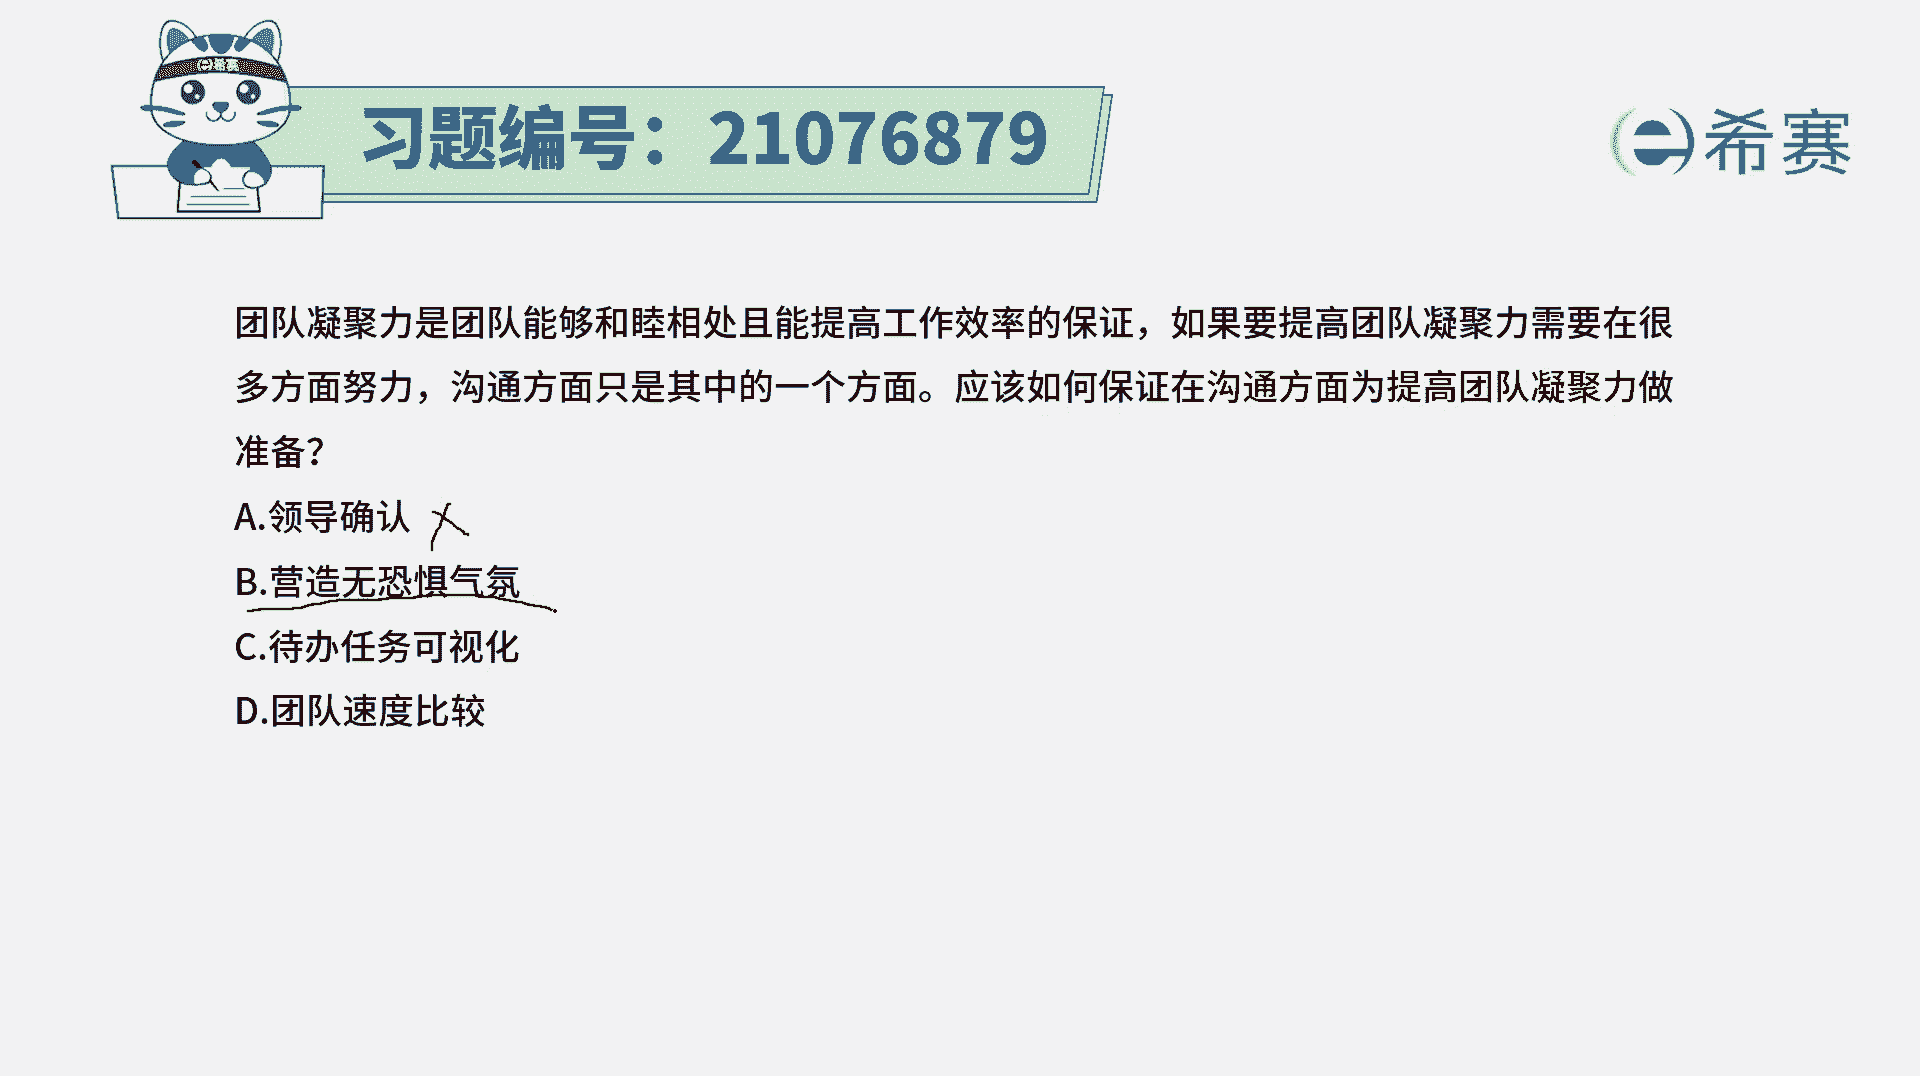 希赛
习题编号：21076879
希赛
团队凝聚力是团队能够和睦相处且能提高工作效率的保证，如果要提高团队凝聚力需要在很
多方面努力，沟通方面只是其中的一个方面。应该如何保证在沟通方面为提高团队凝聚力做
准备？
A.领导确认
B.营造无恐惧气氛
C.待办任务可视化
D.团队速度比较